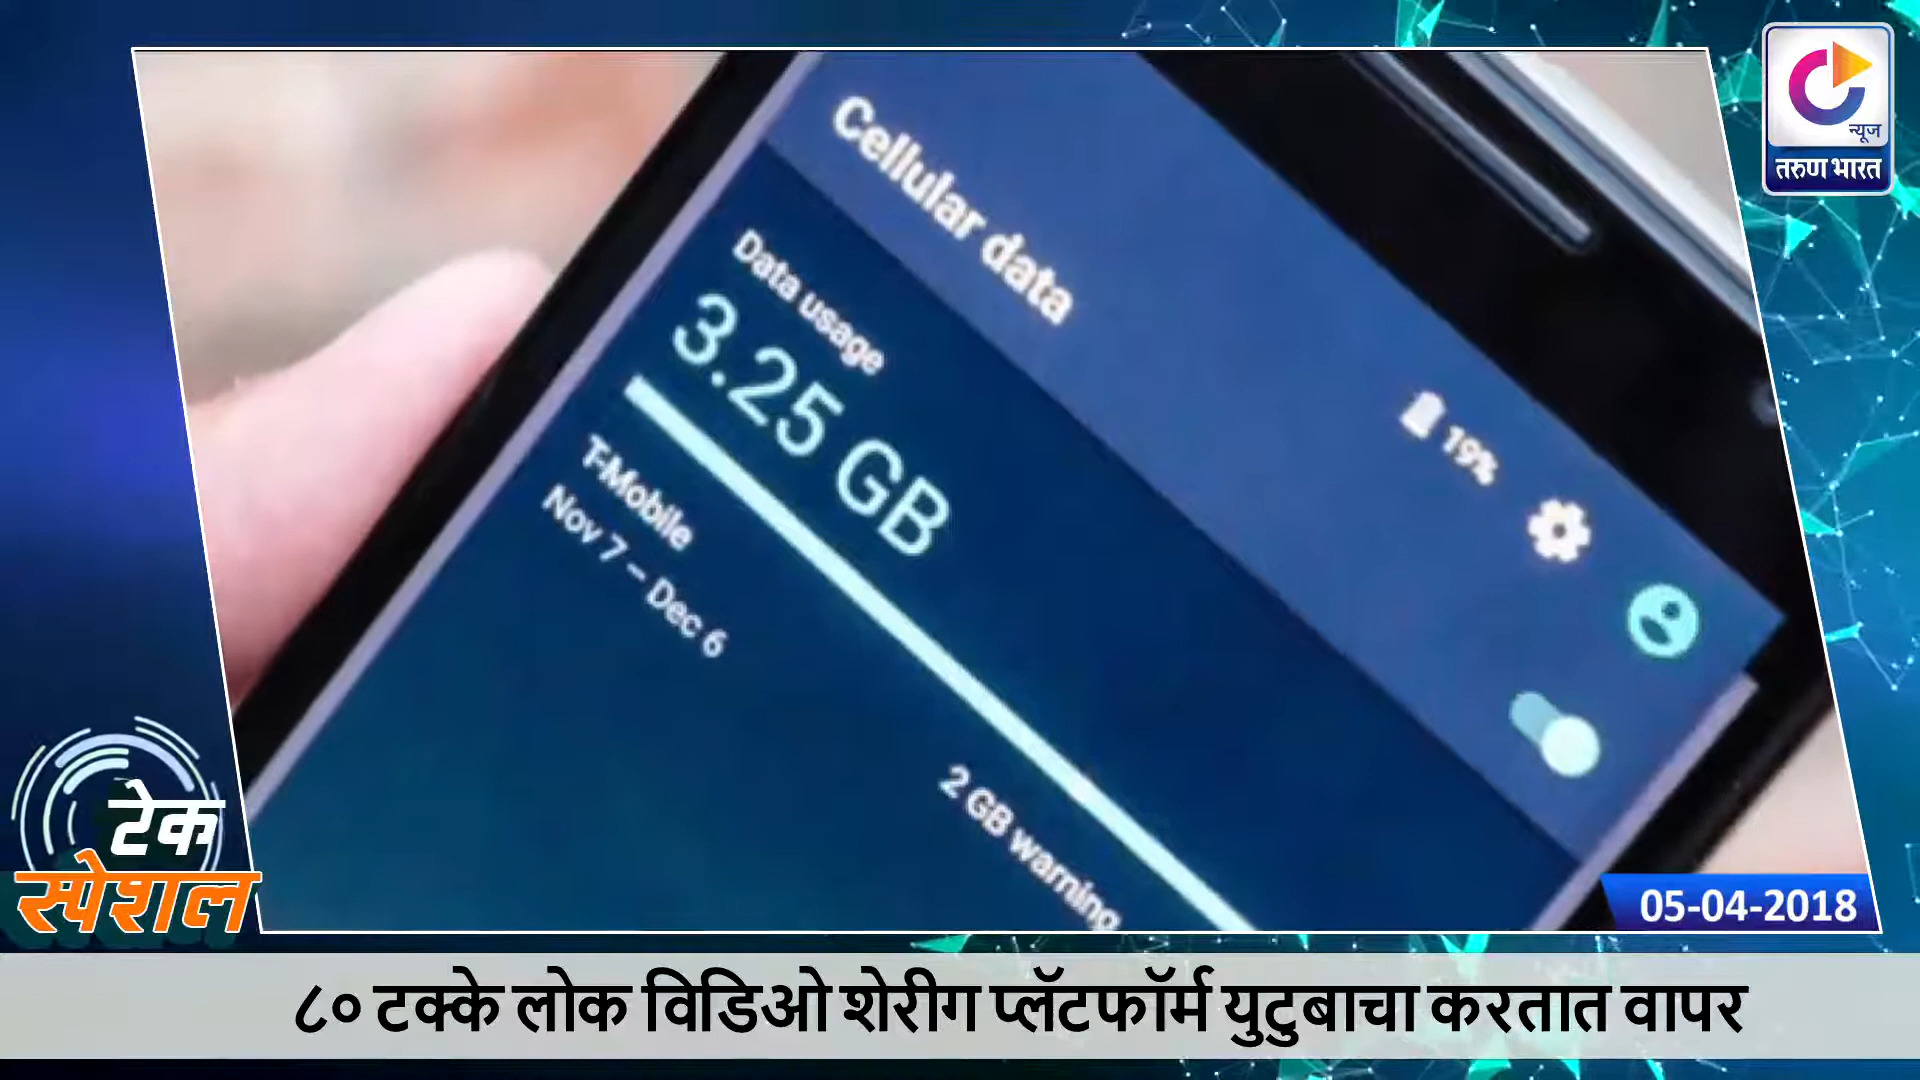 न्यूज
तरुण भारत
Cellular data
19%
Data usage
3.25 GB
T-Mobile
Nov 7 – Dec 6
2 GB warning
टेक
स्पेशल
05-04-2018
८० टक्के लोक विडिओ शेरींग प्लॅटफॉर्म युटुबाचा करतात वापर